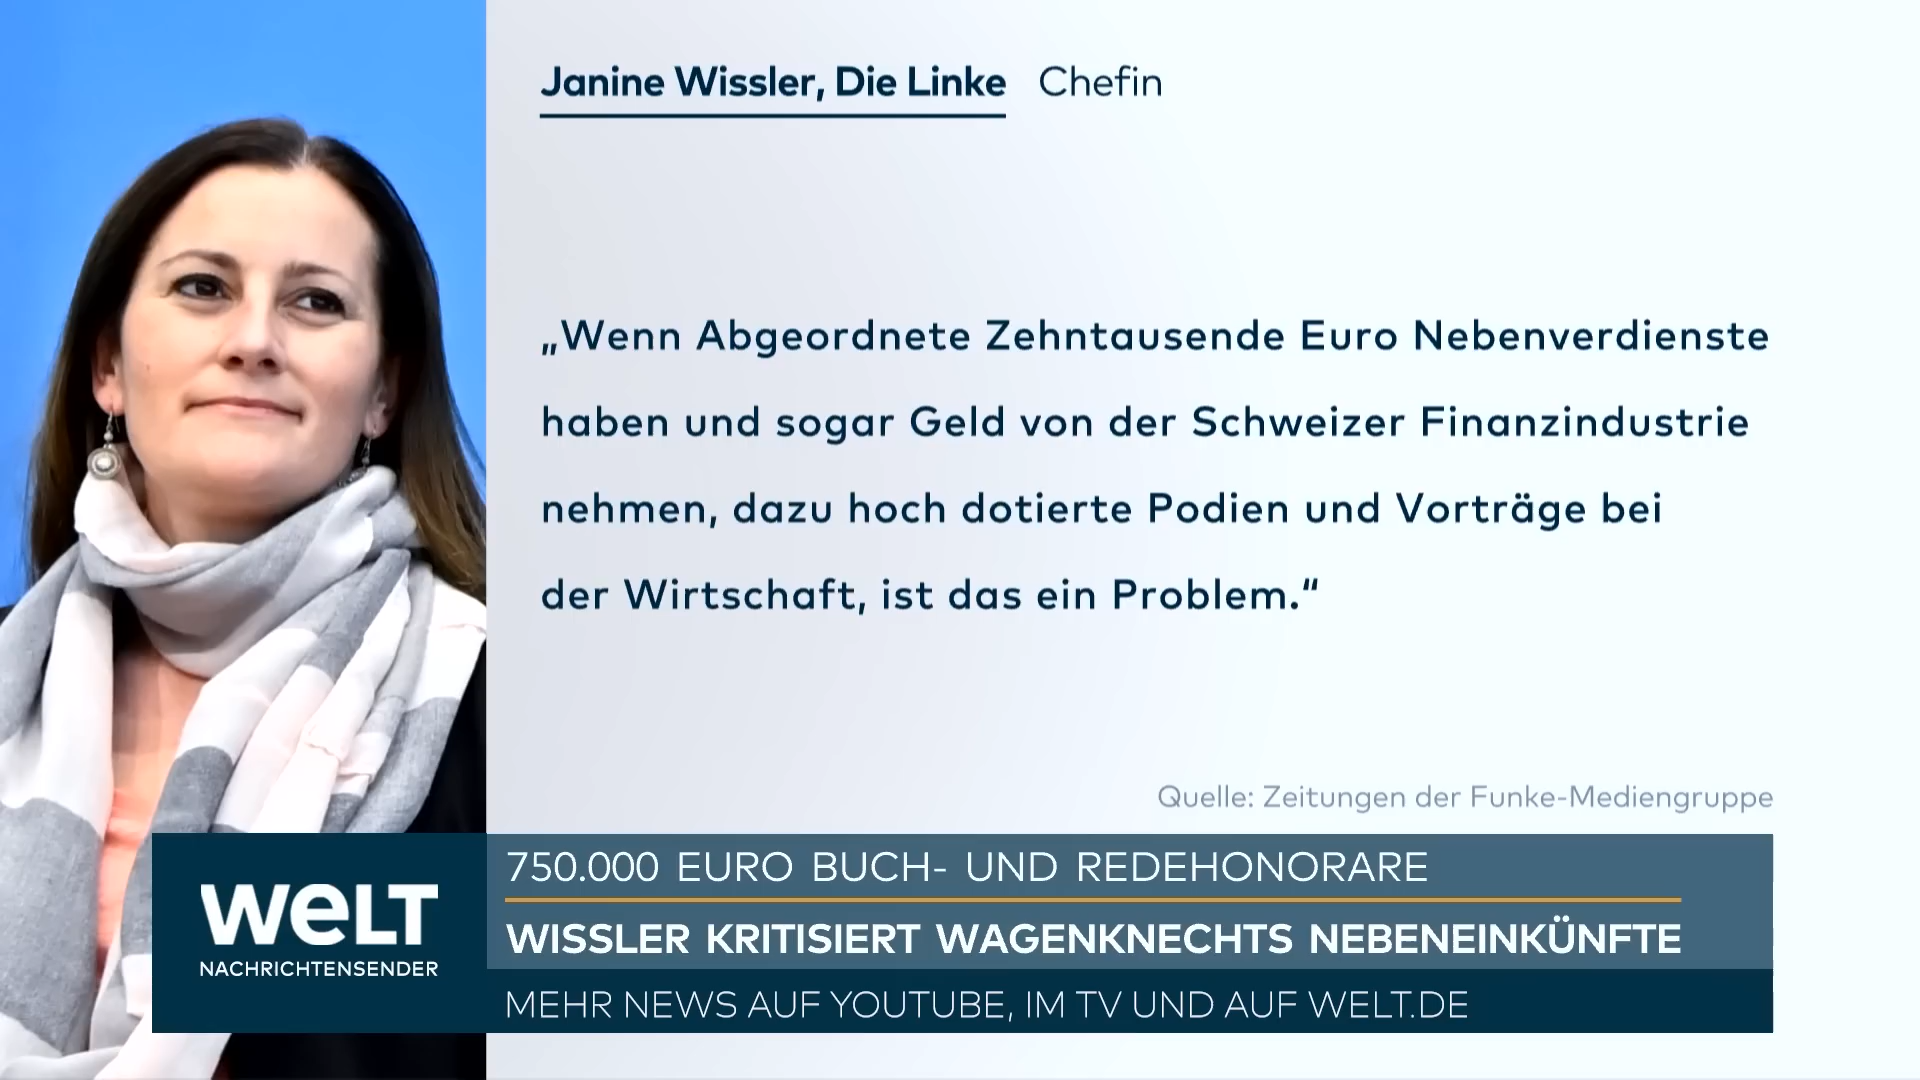 Janine Wissler, Die Linke Chefin
„Wenn Abgeordnete Zehntausende Euro Nebenverdienste
haben und sogar Geld von der Schweizer Finanzindustrie
nehmen, dazu hoch dotierte Podien und Vorträge bei
der Wirtschaft, ist das ein Problem.“
Quelle: Zeitungen der Funke-Mediengruppe
750.000 EURO BUCH- UND REDEHONORARE
WISSLER KRITISIERT WAGENKNECHTS NEBENEINKÜNFTE
MEHR NEWS AUF YOUTUBE, IM TV UND AUF WELT.DE
WELT
NACHRICHTENSENDER